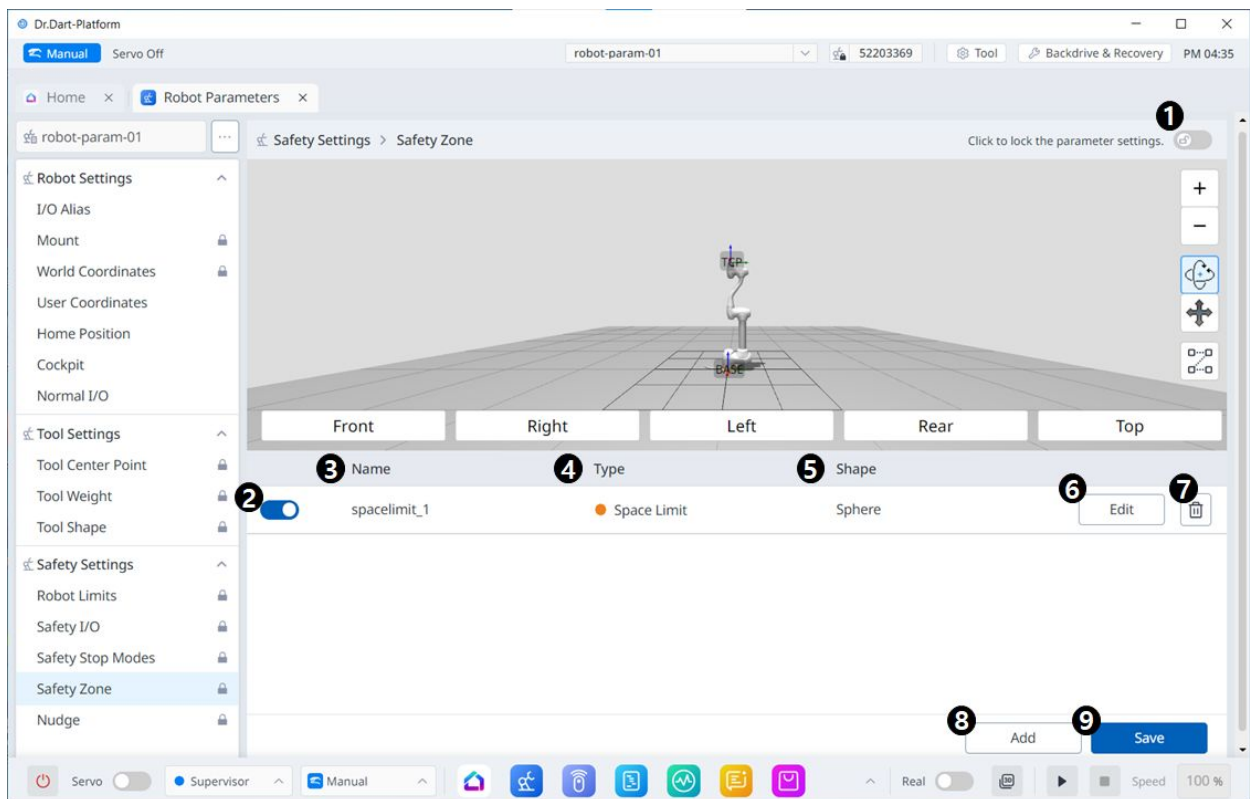 Dr.Dart-Platform
Manual Servo Off robot-param-01 52203369 Tool Backdrive & Recovery PM 04:35
Home Robot Parameters
robot-param-01 ... Safety Settings > Safety Zone Click to lock the parameter settings. 1
Robot Settings
I/O Alias
Mount
World Coordinates
User Coordinates
Home Position
Cockpit
Normal I/O
Tool Settings
Tool Center Point
Tool Weight
Tool Shape
Safety Settings
Robot Limits
Safety I/O
Safety Stop Modes
Safety Zone
Nudge
+
−
TCP
BASE
Front Right Left Rear Top
3 Name 4 Type 5 Shape
2 spacelimit_1 Space Limit Sphere 6 Edit 7
8 Add 9 Save
Servo Supervisor Manual Real 3D Speed 100 %